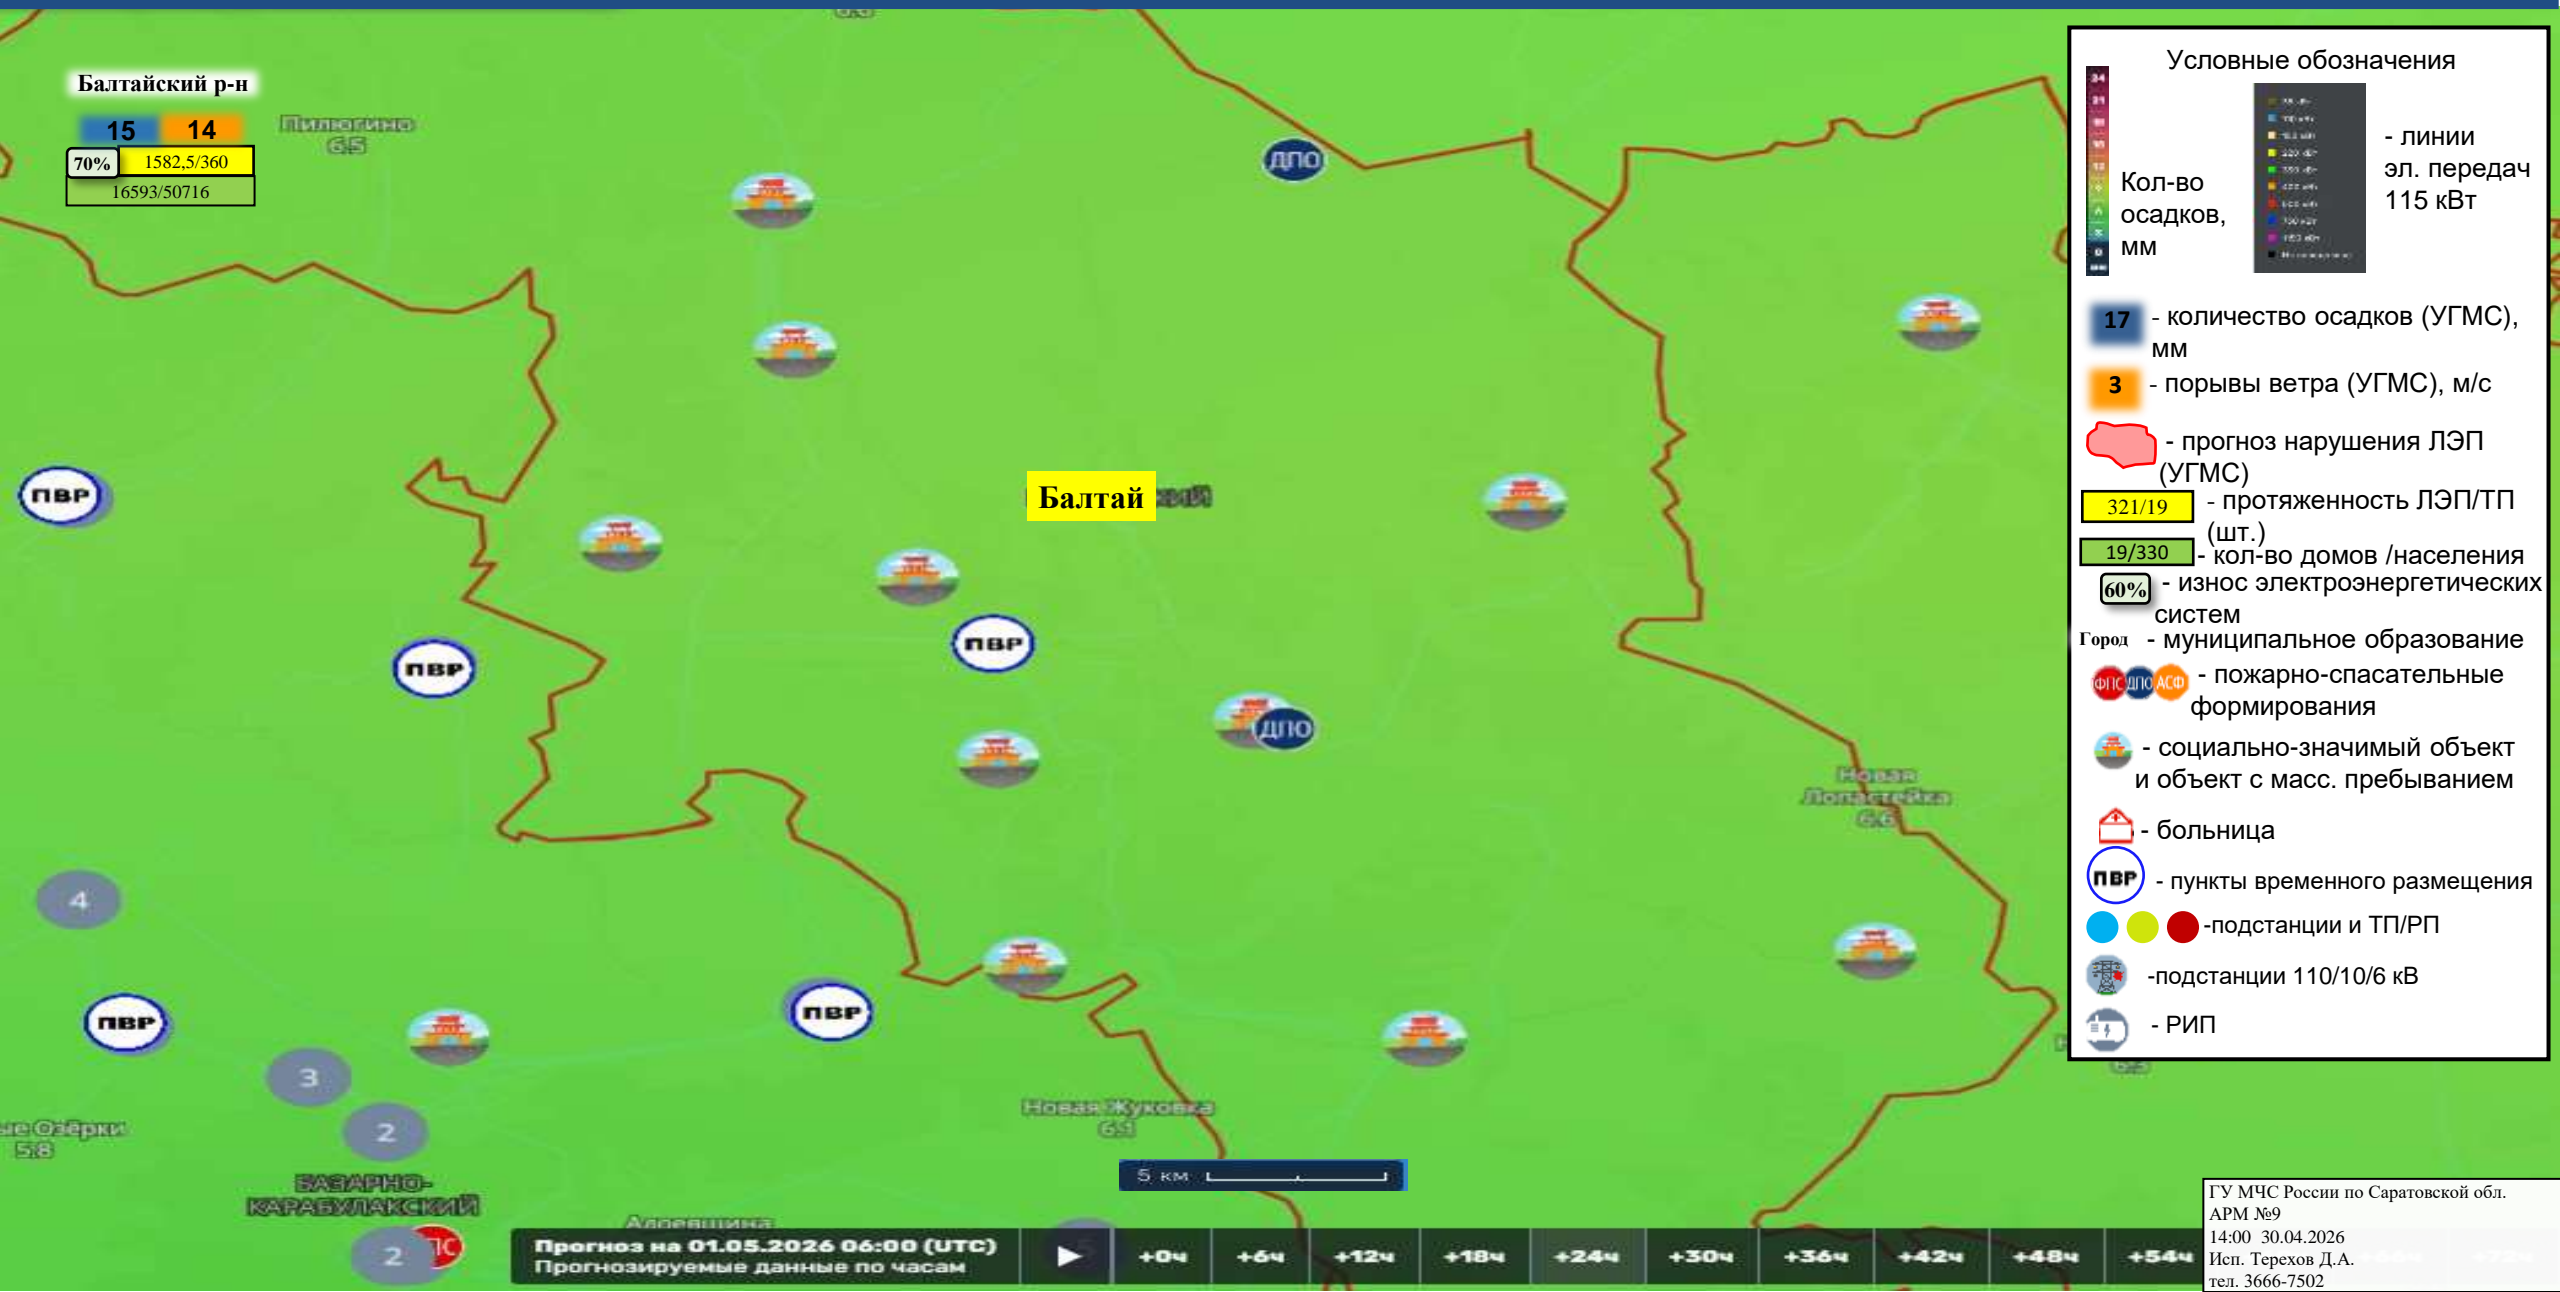 Балтайский р-н
15 14
70% 1582,5/360
16593/50716
Пилюгино
6.5
ДПО
ПВР
Балтай
ПВР
ПВР
ДПО
Новая
Лопастейка
6.6
4
ПВР
ПВР
3
2
Новая Жуковка
6.1
ые Озёрки
5.8
БАЗАРНО-
КАРАБУЛАКСКИЙ
2
5 км
Алоевщина
Прогноз на 01.05.2026 06:00 (UTC)
Прогнозируемые данные по часам
+0ч +6ч +12ч +18ч +24ч +30ч +36ч +42ч +48ч +54ч
Условные обозначения
Кол-во
осадков,
мм
- линии
эл. передач
115 кВт
17 - количество осадков (УГМС),
мм
3 - порывы ветра (УГМС), м/с
- прогноз нарушения ЛЭП
(УГМС)
321/19 - протяженность ЛЭП/ТП
(шт.)
19/330 - кол-во домов /населения
60% - износ электроэнергетических
систем
Город - муниципальное образование
ФПС ДПО АСФ - пожарно-спасательные
формирования
- социально-значимый объект
и объект с масс. пребыванием
- больница
ПВР - пункты временного размещения
-подстанции и ТП/РП
-подстанции 110/10/6 кВ
- РИП
ГУ МЧС России по Саратовской обл.
АРМ №9
14:00 30.04.2026
Исп. Терехов Д.А.
тел. 3666-7502